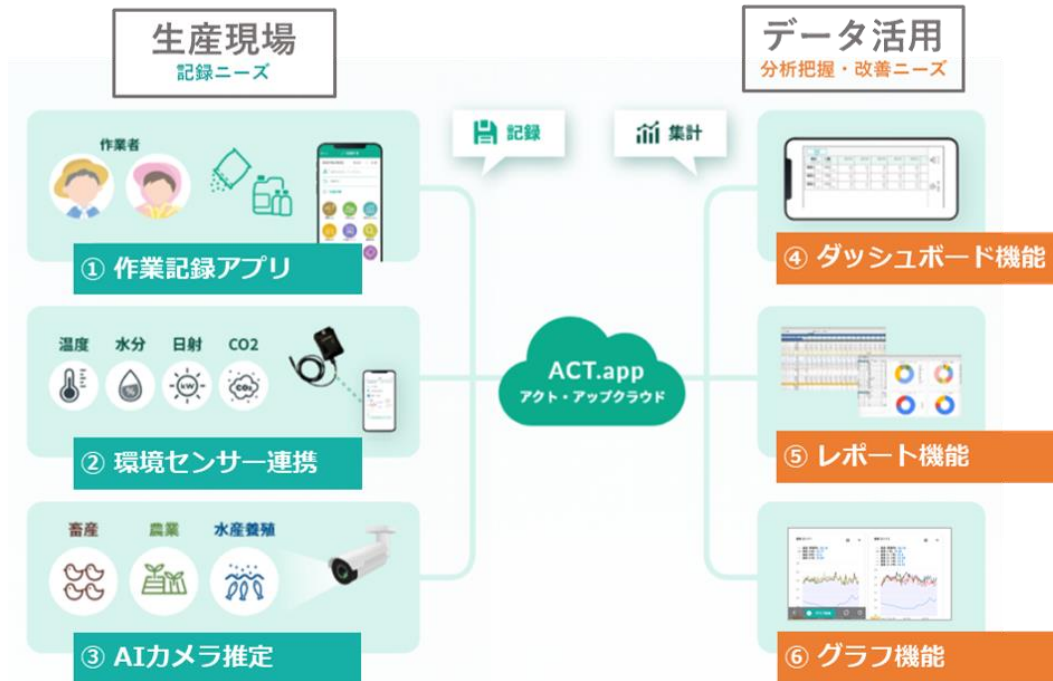 生産現場
記録ニーズ
データ活用
分析把握・改善ニーズ
記録
集計
作業者
① 作業記録アプリ
温度 水分 日射 CO2
% kW CO₂
② 環境センサー連携
畜産 農業 水産養殖
③ AIカメラ推定
ACT.app
アクト・アップクラウド
④ ダッシュボード機能
⑤ レポート機能
⑥ グラフ機能